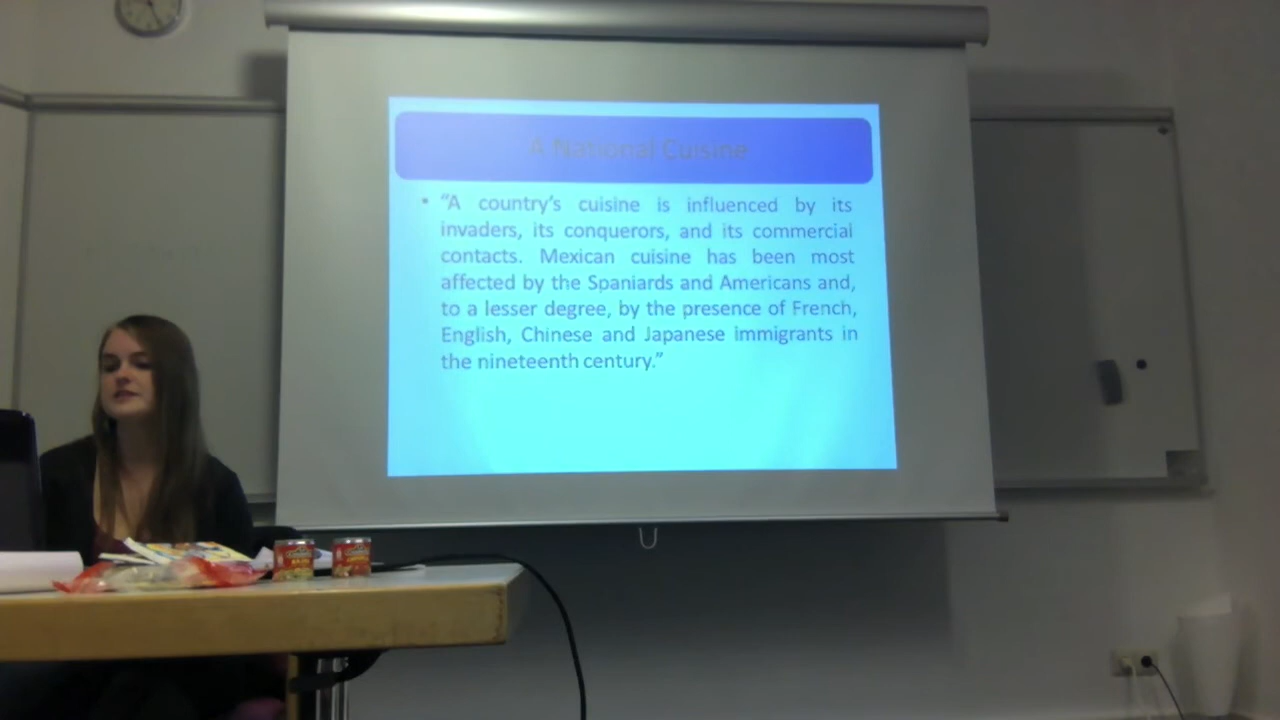 A National Cuisine
• “A country’s cuisine is influenced by its
invaders, its conquerors, and its commercial
contacts. Mexican cuisine has been most
affected by the Spaniards and Americans and,
to a lesser degree, by the presence of French,
English, Chinese and Japanese immigrants in
the nineteenth century.”